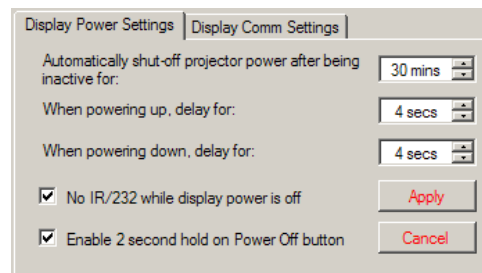 Display Power Settings Display Comm Settings
Automatically shut-off projector power after being 30 mins
inactive for:
When powering up, delay for: 4 secs
When powering down, delay for: 4 secs
No IR/232 while display power is off Apply
Enable 2 second hold on Power Off button Cancel